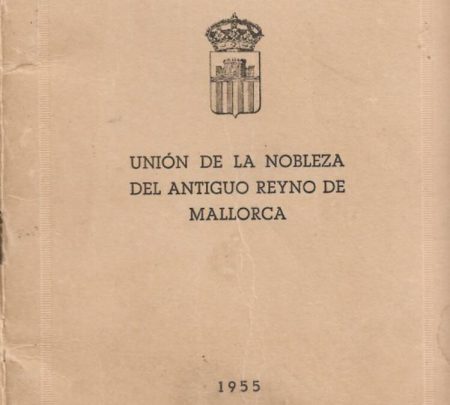 UNIÓN DE LA NOBLEZA
DEL ANTIGUO REYNO DE
MALLORCA
1955